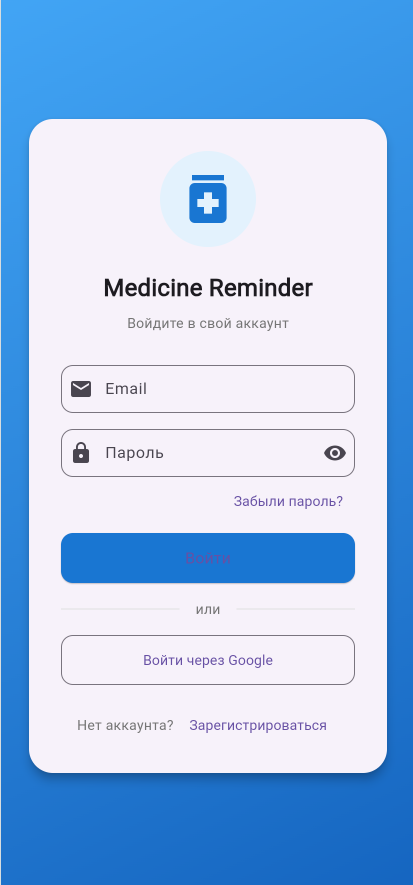 Medicine Reminder
Войдите в свой аккаунт
Email
Пароль
Забыли пароль?
Войти
или
Войти через Google
Нет аккаунта? Зарегистрироваться